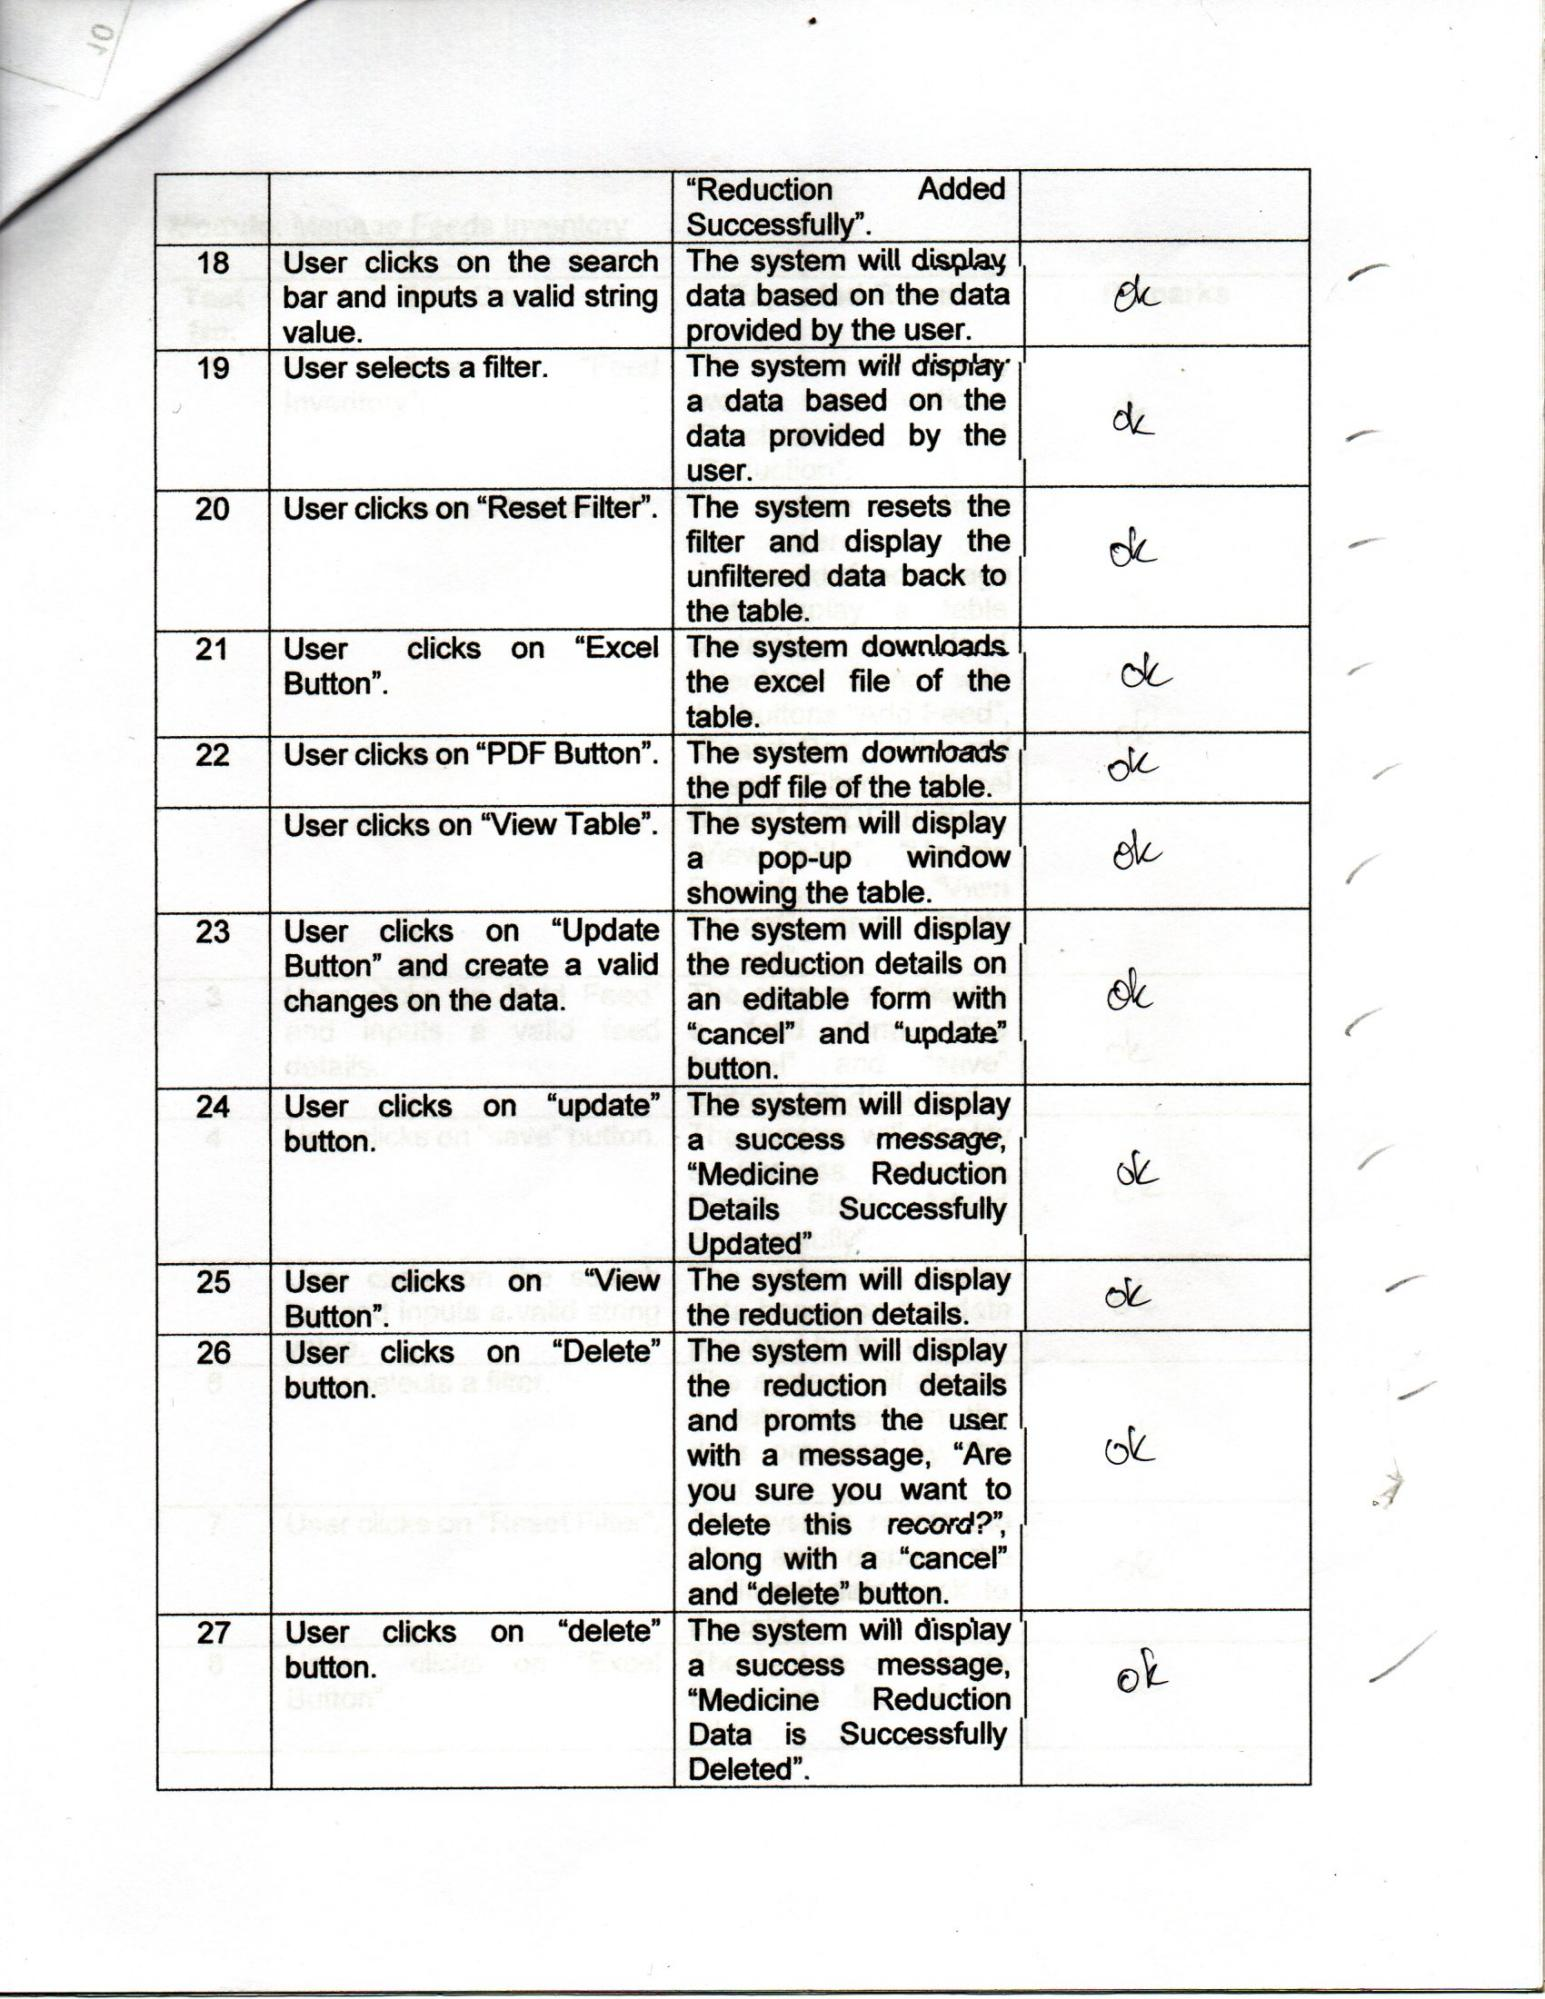 10
"Reduction Added
Successfully".
18
User clicks on the search
bar and inputs a valid string
value.
The system will display
data based on the data
provided by the user.
ok
19
User selects a filter.
The system will display
a data based on the
data provided by the
user.
ok
20
User clicks on "Reset Filter".
The system resets the
filter and display the
unfiltered data back to
the table.
ok
21
User clicks on "Excel
Button".
The system downloads
the excel file of the
table.
ok
22
User clicks on "PDF Button".
The system downloads
the pdf file of the table.
ok
User clicks on "View Table".
The system will display
a pop-up window
showing the table.
ok
23
User clicks on "Update
Button" and create a valid
changes on the data.
The system will display
the reduction details on
an editable form with
"cancel" and "update"
button.
ok
24
User clicks on "update"
button.
The system will display
a success message,
"Medicine Reduction
Details Successfully
Updated"
ok
25
User clicks on "View
Button".
The system will display
the reduction details.
ok
26
User clicks on "Delete"
button.
The system will display
the reduction details
and promts the user
with a message, "Are
you sure you want to
delete this record?",
along with a "cancel"
and "delete" button.
ok
27
User clicks on "delete"
button.
The system will display
a success message,
"Medicine Reduction
Data is Successfully
Deleted".
ok